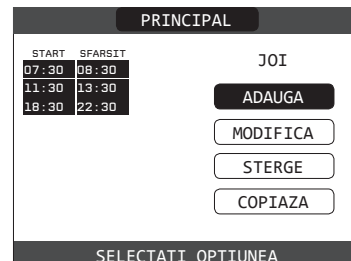 PRINCIPAL
START SFARSIT
07:30 08:30
11:30 13:30
18:30 22:30
JOI
ADAUGA
MODIFICA
STERGE
COPIAZA
SELECTATI OPTIUNEA